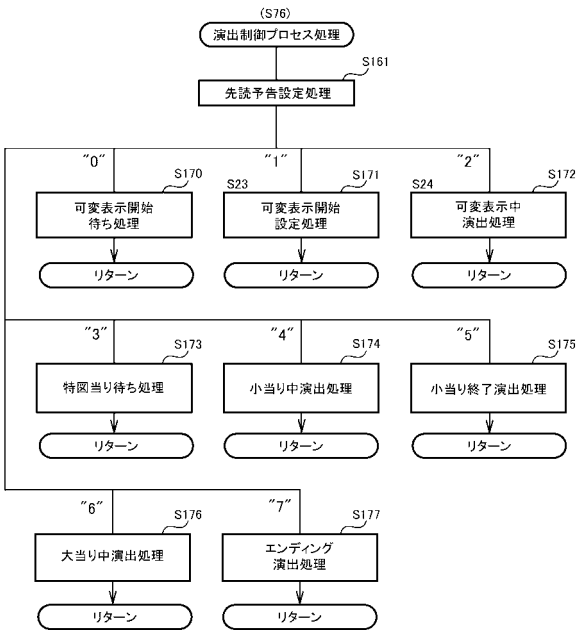 (S76)
演出制御プロセス処理
S161
先読予告設定処理
"0"
"1"
"2"
S170
S23
S171
S24
S172
可変表示開始
待ち処理
可変表示開始
設定処理
可変表示中
演出処理
リターン
リターン
リターン
"3"
"4"
"5"
S173
S174
S175
特図当り待ち処理
小当り中演出処理
小当り終了演出処理
リターン
リターン
リターン
"6"
"7"
S176
S177
大当り中演出処理
エンディング
演出処理
リターン
リターン